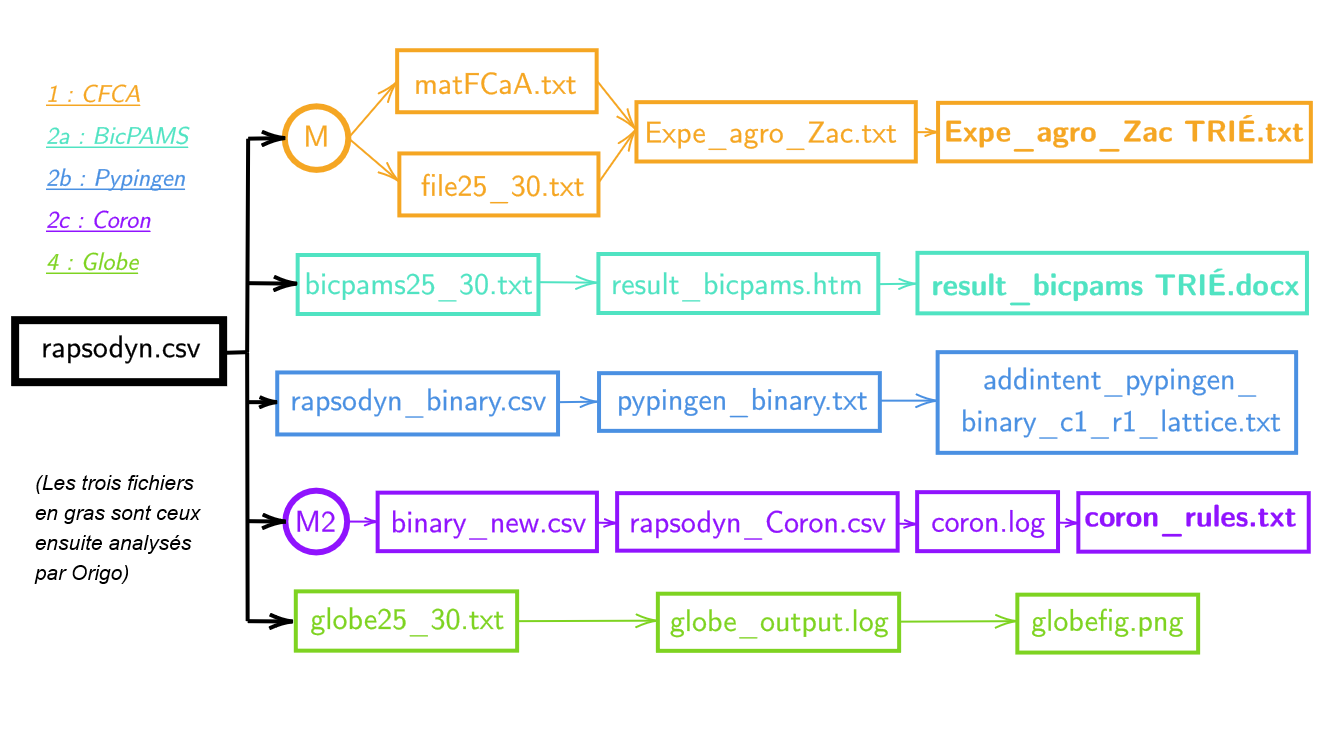 1 : CFCA
2a : BicPAMS
2b : Pypingen
2c : Coron
4 : Globe
rapsodyn.csv
(Les trois fichiers
en gras sont ceux
ensuite analysés
par Origo)
M
matFCaA.txt
file25_30.txt
Expe_agro_Zac.txt
Expe_agro_Zac TRIÉ.txt
bicpams25_30.txt
result_bicpams.htm
result_bicpams TRIÉ.docx
rapsodyn_binary.csv
pypingen_binary.txt
addintent_pypingen_
binary_c1_r1_lattice.txt
M2
binary_new.csv
rapsodyn_Coron.csv
coron.log
coron_rules.txt
globe25_30.txt
globe_output.log
globefig.png